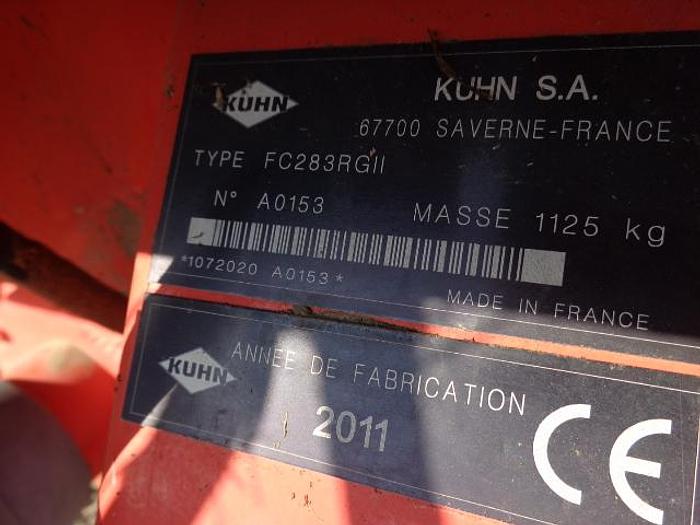 KUHN
KUHN S.A.
67700 SAVERNE-FRANCE
TYPE FC283RGII
N° A0153 MASSE 1125 kg
*1072020 A0153*
MADE IN FRANCE
KUHN
ANNÉE DE FABRICATION
2011
CE